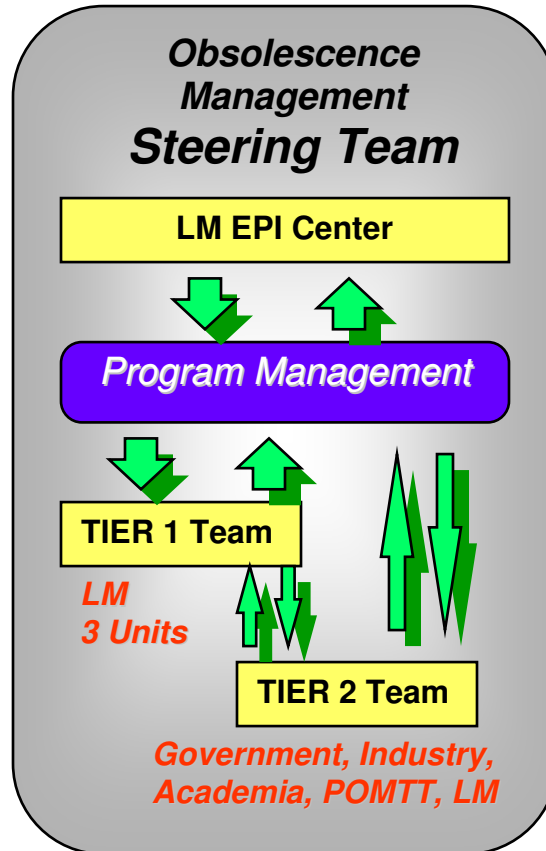 Obsolescence
Management
Steering Team
LM EPI Center
Program Management
TIER 1 Team
LM
3 Units
TIER 2 Team
Government, Industry,
Academia, POMTT, LM